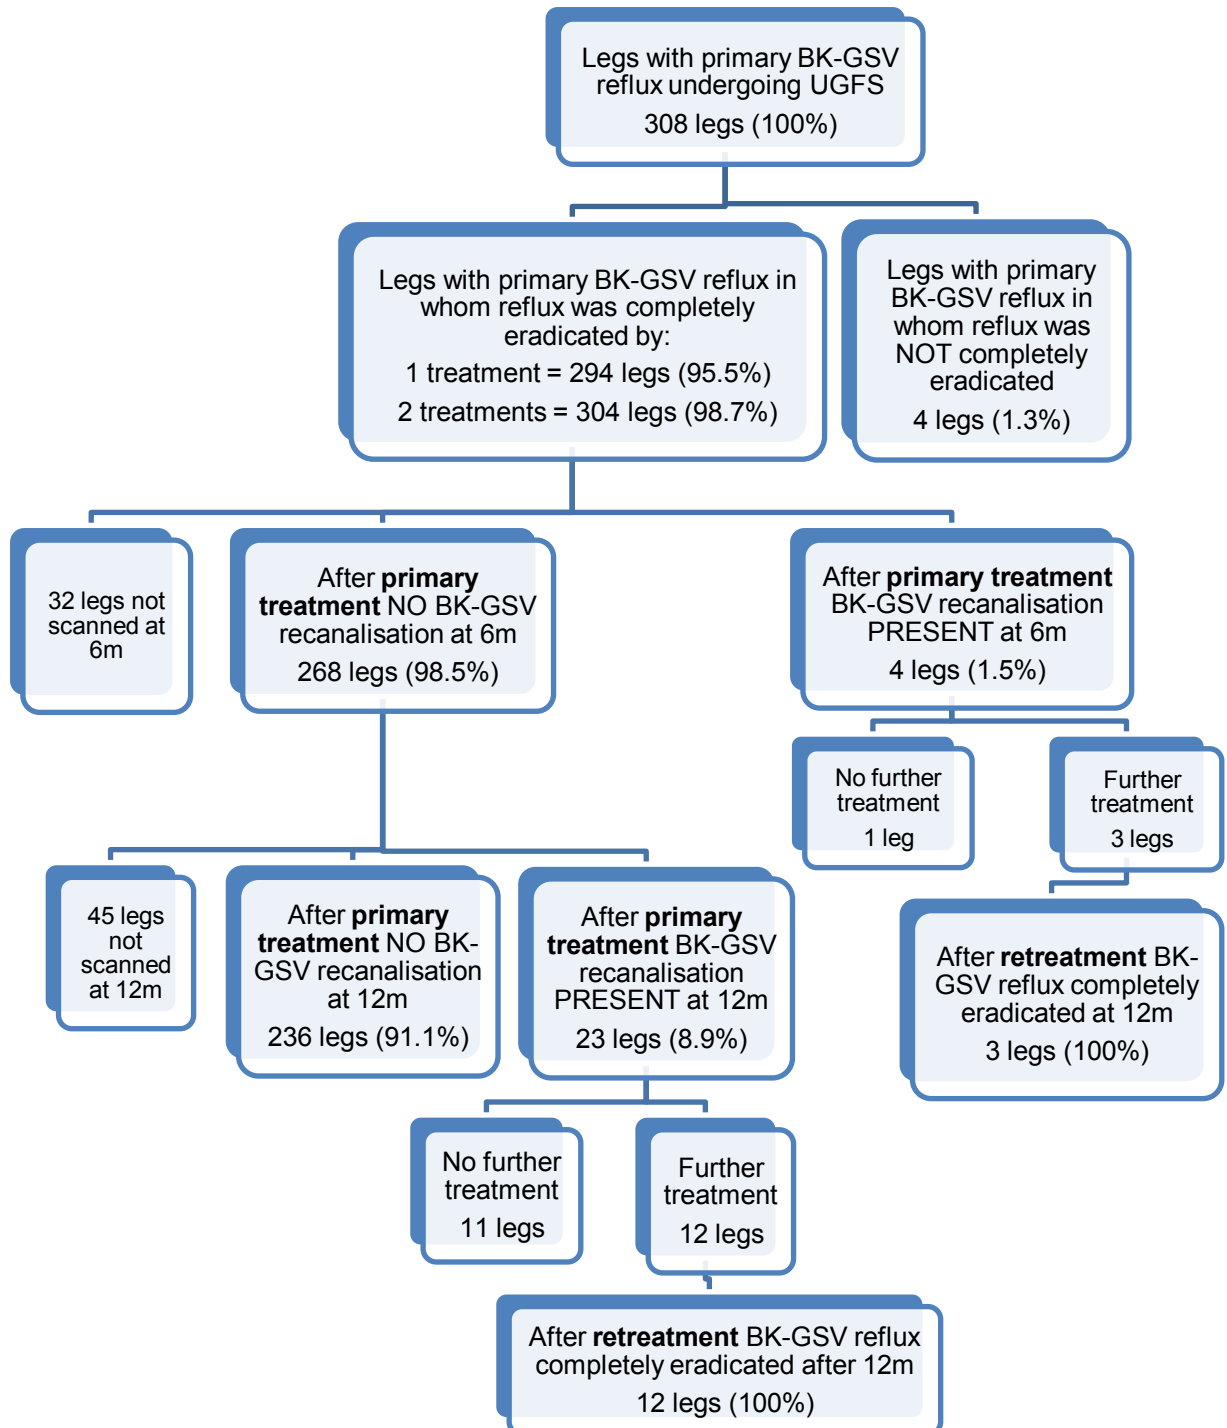 Legs with primary BK-GSV
reflux undergoing UGFS
308 legs (100%)
Legs with primary BK-GSV reflux in
whom reflux was completely
eradicated by:
1 treatment = 294 legs (95.5%)
2 treatments = 304 legs (98.7%)
Legs with primary
BK-GSV reflux in
whom reflux was
NOT completely
eradicated
4 legs (1.3%)
32 legs not
scanned at
6m
After primary
treatment NO BK-GSV
recanalisation at 6m
268 legs (98.5%)
After primary treatment
BK-GSV recanalisation
PRESENT at 6m
4 legs (1.5%)
No further
treatment
1 leg
Further
treatment
3 legs
45 legs
not
scanned
at 12m
After primary
treatment NO BK-
GSV recanalisation
at 12m
236 legs (91.1%)
After primary
treatment BK-GSV
recanalisation
PRESENT at 12m
23 legs (8.9%)
After retreatment BK-
GSV reflux completely
eradicated at 12m
3 legs (100%)
No further
treatment
11 legs
Further
treatment
12 legs
After retreatment BK-GSV reflux
completely eradicated after 12m
12 legs (100%)